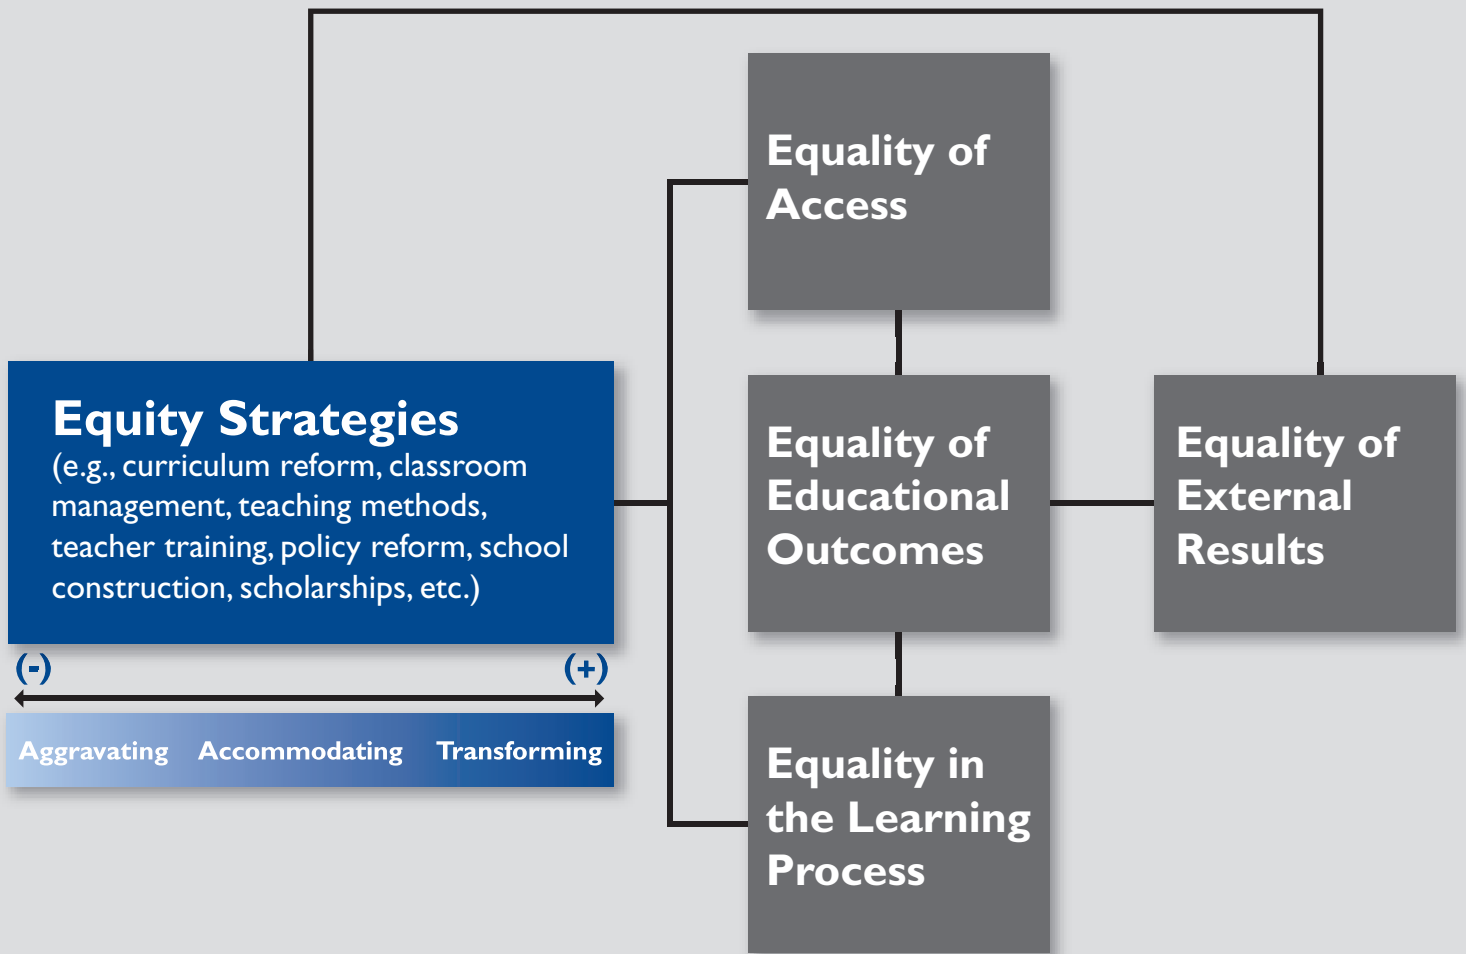 Equality of
Access
Equity Strategies
(e.g., curriculum reform, classroom
management, teaching methods,
teacher training, policy reform, school
construction, scholarships, etc.)
(-) (+)
Aggravating Accommodating Transforming
Equality of
Educational
Outcomes
Equality of
External
Results
Equality in
the Learning
Process